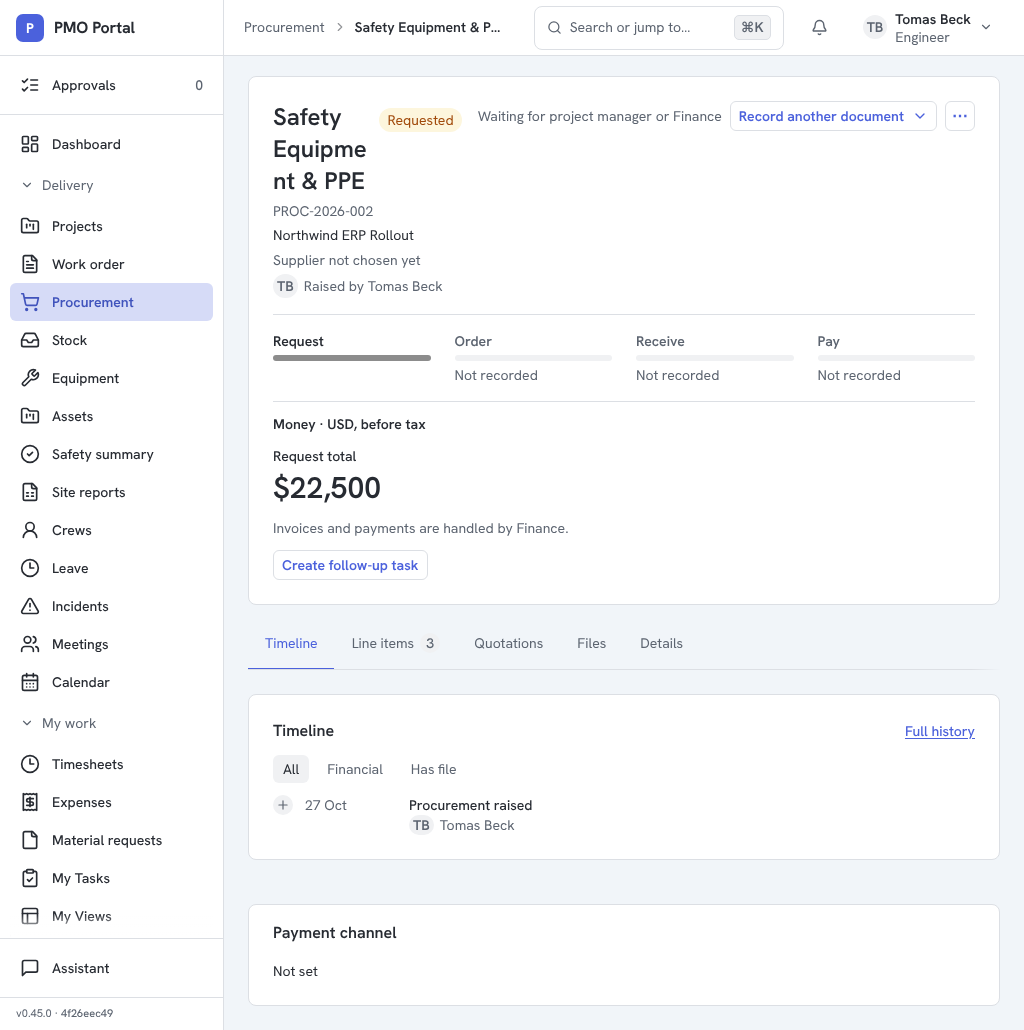 P PMO Portal
Procurement > Safety Equipment & P...
Search or jump to... ⌘K
TB Tomas Beck
Engineer
Approvals 0
Dashboard
Delivery
Projects
Work order
Procurement
Stock
Equipment
Assets
Safety summary
Site reports
Crews
Leave
Incidents
Meetings
Calendar
My work
Timesheets
Expenses
Material requests
My Tasks
My Views
Assistant
v0.45.0 · 4f26eec49
Safety
Equipme
nt & PPE
Requested
Waiting for project manager or Finance
Record another document
PROC-2026-002
Northwind ERP Rollout
Supplier not chosen yet
TB Raised by Tomas Beck
Request Order Receive Pay
Not recorded Not recorded Not recorded
Money · USD, before tax
Request total
$22,500
Invoices and payments are handled by Finance.
Create follow-up task
Timeline Line items 3 Quotations Files Details
Timeline Full history
All Financial Has file
27 Oct Procurement raised
TB Tomas Beck
Payment channel
Not set